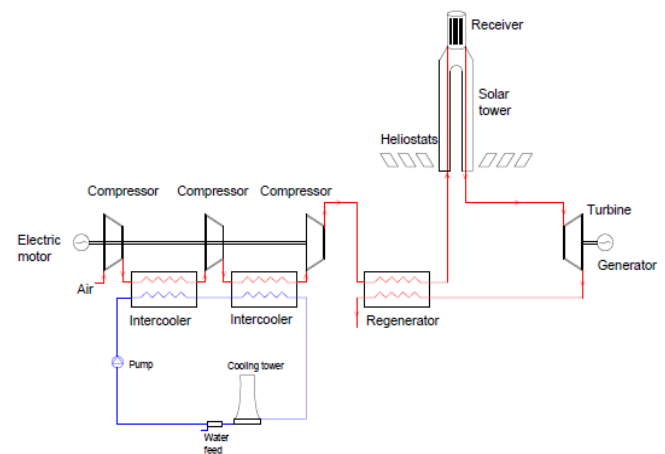 Receiver
Solar
tower
Heliostats
Compressor
Compressor
Compressor
Turbine
Electric
motor
Generator
Air
Intercooler
Intercooler
Regenerator
Pump
Cooling tower
Water
feed